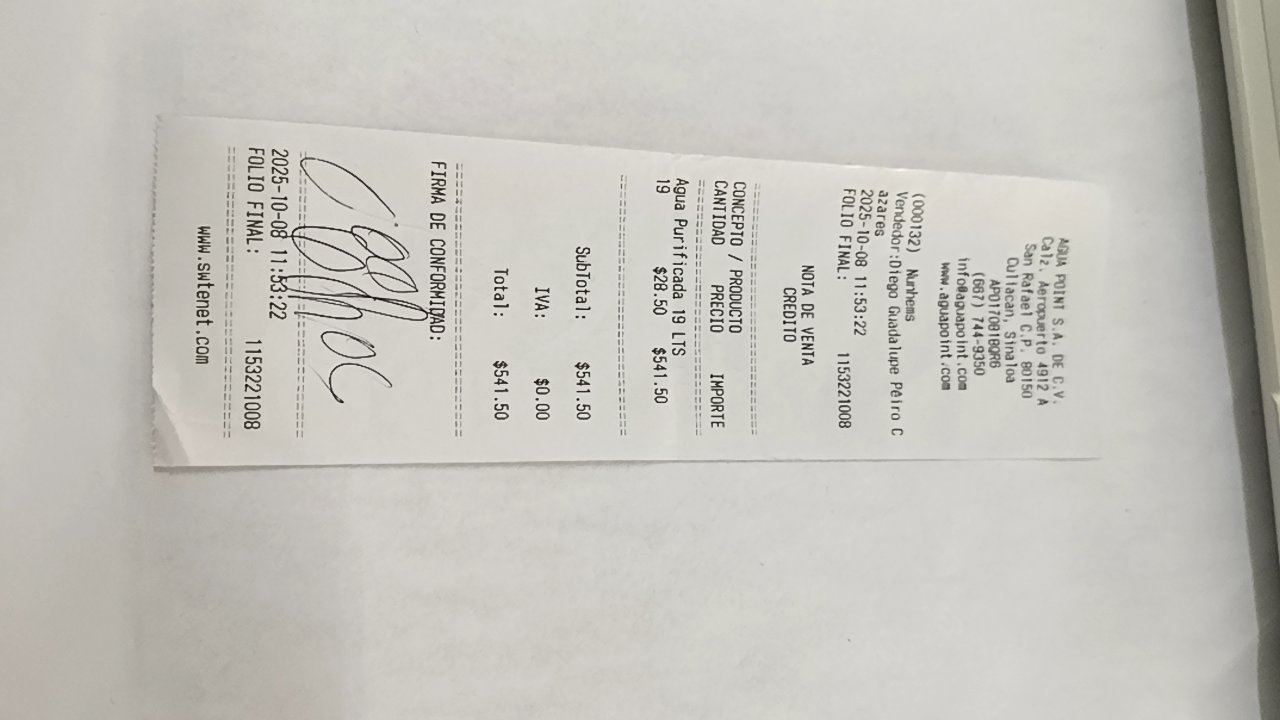 AGUA POINT S.A. DE C.V.
Calz. Aeropuerto 4912 A
San Rafael C.P. 80150
Culiacan, Sinaloa
APO170818QR6
(667) 744-9350
info@aguapoint.com
www.aguapoint.com
(000132) Nunhems
Vendedor:Diego Guadalupe Peiro C
azares
2025-10-08 11:53:22
FOLIO FINAL: 1153221008
NOTA DE VENTA
CREDITO
CONCEPTO / PRODUCTO
CANTIDAD PRECIO IMPORTE
Agua Purificada 19 LTS
19 $28.50 $541.50
SubTotal: $541.50
IVA: $0.00
Total: $541.50
FIRMA DE CONFORMIDAD:
2025-10-08 11:53:22
FOLIO FINAL: 1153221008
www.swtenet.com